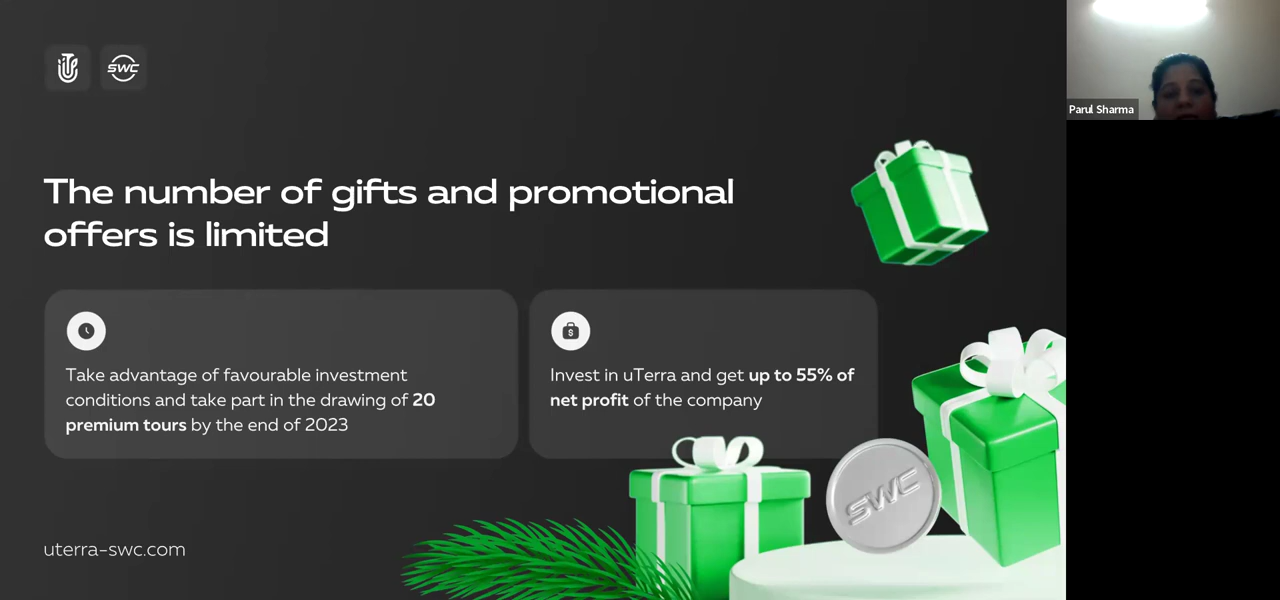 SWC
Parul Sharma
The number of gifts and promotional
offers is limited
Take advantage of favourable investment
conditions and take part in the drawing of 20
premium tours by the end of 2023
Invest in uTerra and get up to 55% of
net profit of the company
SWC
uterra-swc.com